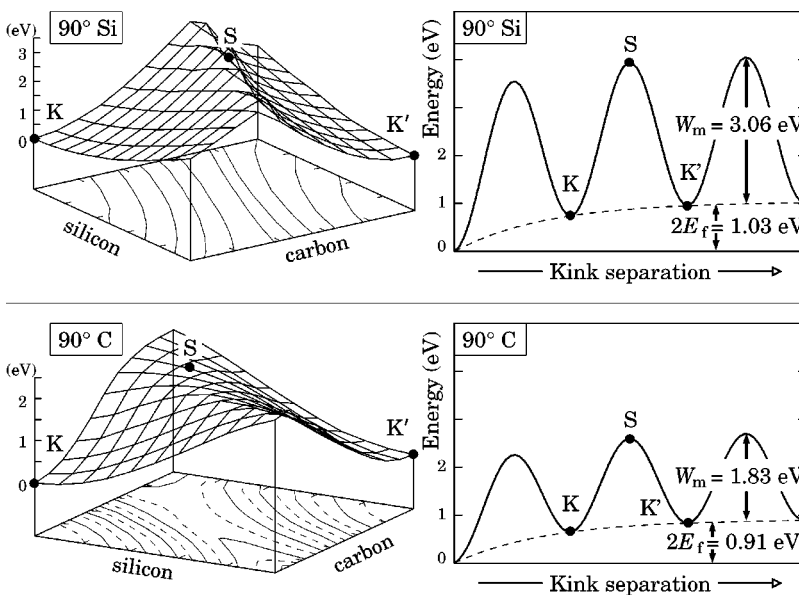 (eV)
90° Si
3
2
1
0
S
K
K′
silicon
carbon
90° Si
Energy (eV)
2
1
0
S
K
K’
W_m = 3.06 eV
2E_f = 1.03 eV
Kink separation
90° C
(eV)
2
1
0
S
K
K′
silicon
carbon
90° C
Energy (eV)
2
1
0
S
K
K′
W_m = 1.83 eV
2E_f = 0.91 eV
Kink separation